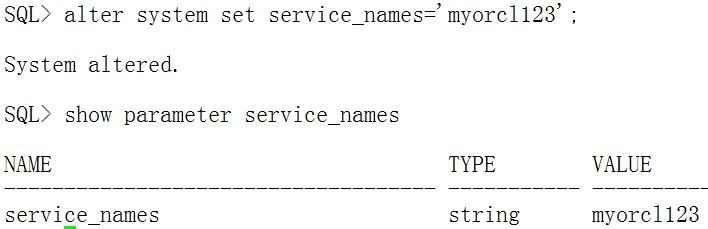 SQL> alter system set service_names='myorcl123';
System altered.
SQL> show parameter service_names
NAME                                 TYPE        VALUE
------------------------------------ ----------- ----------
service_names                        string      myorcl123